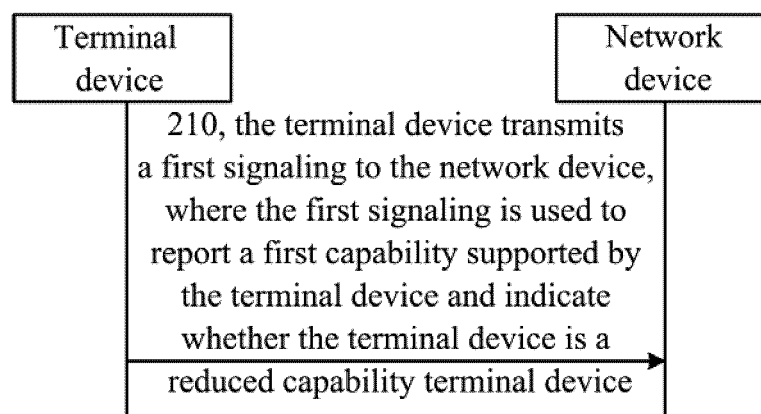 Terminal
device
Network
device
210, the terminal device transmits
a first signaling to the network device,
where the first signaling is used to
report a first capability supported by
the terminal device and indicate
whether the terminal device is a
reduced capability terminal device